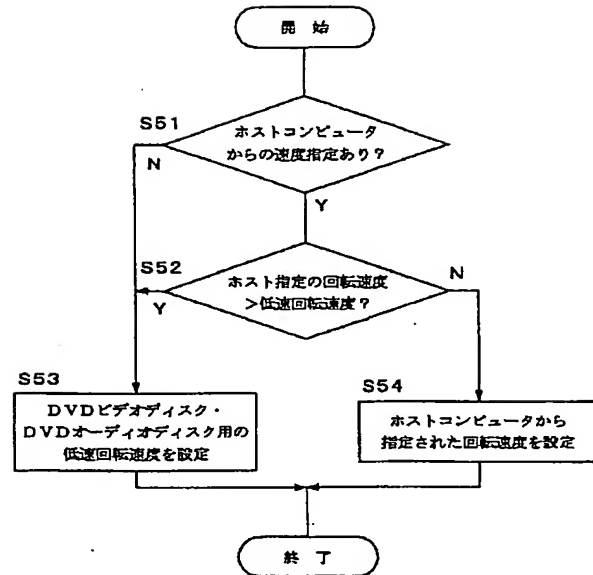 開 始
S51
ホストコンピュータ
からの速度指定あり？
N
Y
S52
ホスト指定の回転速度
＞低速回転速度？
N
Y
S53
DVDビデオディスク・
DVDオーディオディスク用の
低速回転速度を設定
S54
ホストコンピュータから
指定された回転速度を設定
終 了